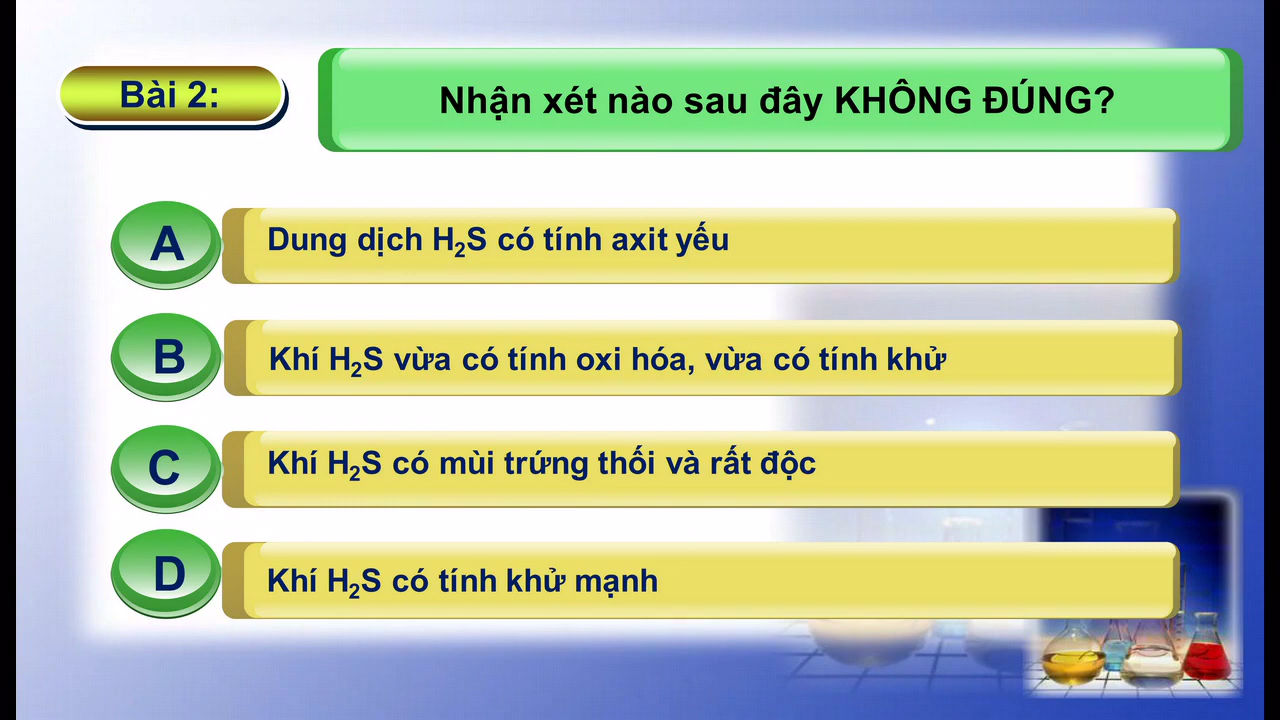 Bài 2:
Nhận xét nào sau đây KHÔNG ĐÚNG?
A
Dung dịch H₂S có tính axit yếu
B
Khí H₂S vừa có tính oxi hóa, vừa có tính khử
C
Khí H₂S có mùi trứng thối và rất độc
D
Khí H₂S có tính khử mạnh